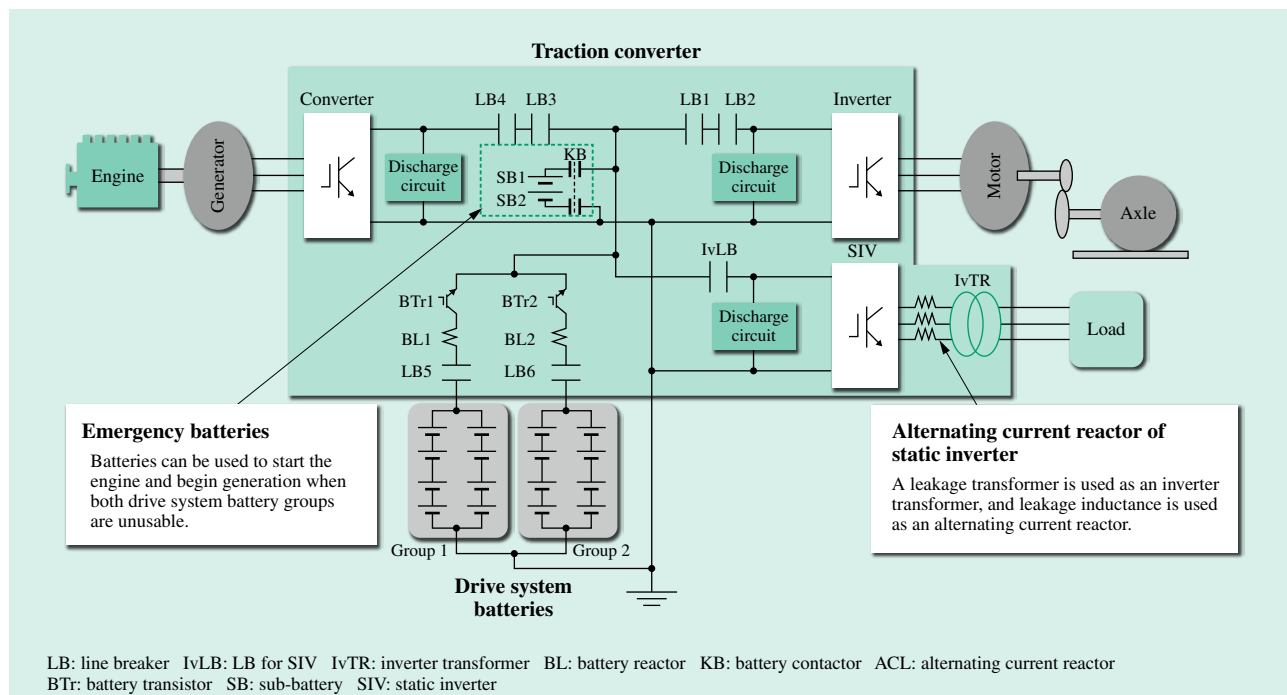 Traction converter
Converter
LB4
LB3
LB1
LB2
Inverter
Engine
Generator
Discharge
circuit
KB
SB1
SB2
Discharge
circuit
Motor
Axle
IvLB
SIV
IvTR
BTr1
BTr2
Discharge
circuit
Load
BL1
BL2
LB5
LB6
Emergency batteries
Batteries can be used to start the
engine and begin generation when
both drive system battery groups
are unusable.
Alternating current reactor of
static inverter
A leakage transformer is used as an inverter
transformer, and leakage inductance is used
as an alternating current reactor.
Group 1
Group 2
Drive system
batteries
LB: line breaker IvLB: LB for SIV IvTR: inverter transformer BL: battery reactor KB: battery contactor ACL: alternating current reactor
BTr: battery transistor SB: sub-battery SIV: static inverter